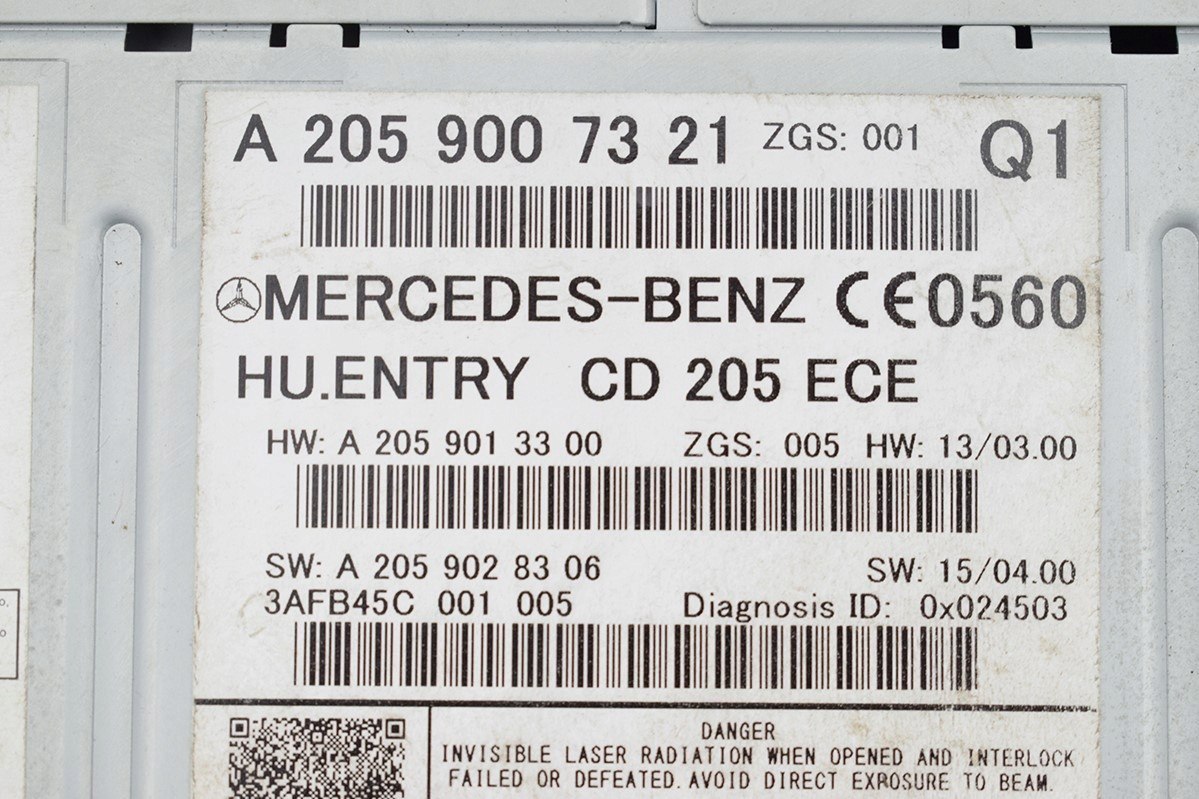 A 205 900 73 21 ZGS: 001 Q1
MERCEDES-BENZ CE0560
HU.ENTRY CD 205 ECE
HW: A 205 901 33 00 ZGS: 005 HW: 13/03.00
SW: A 205 902 83 06 SW: 15/04.00
3AFB45C 001 005 Diagnosis ID: 0x024503
DANGER
INVISIBLE LASER RADIATION WHEN OPENED AND INTERLOCK
FAILED OR DEFEATED. AVOID DIRECT EXPOSURE TO BEAM.